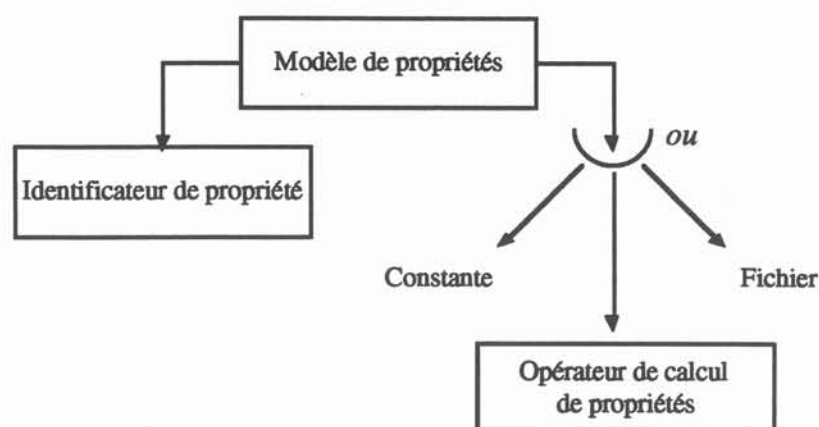 Modèle de propriétés
ou
Identificateur de propriété
Constante
Fichier
Opérateur de calcul
de propriétés